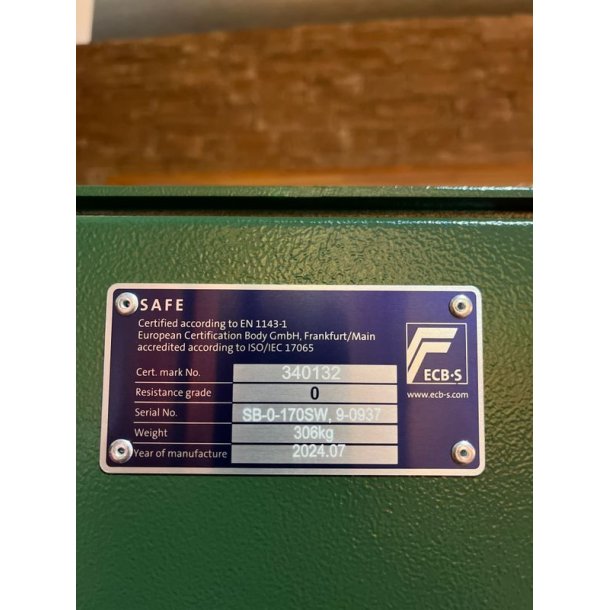 SAFE
Certified according to EN 1143-1
European Certification Body GmbH, Frankfurt/Main
accredited according to ISO/IEC 17065
Cert. mark No. 340132
Resistance grade 0
Serial No. SB-0-170SW, 9-0937
Weight 306kg
Year of manufacture 2024.07
ECB·S
www.ecb-s.com